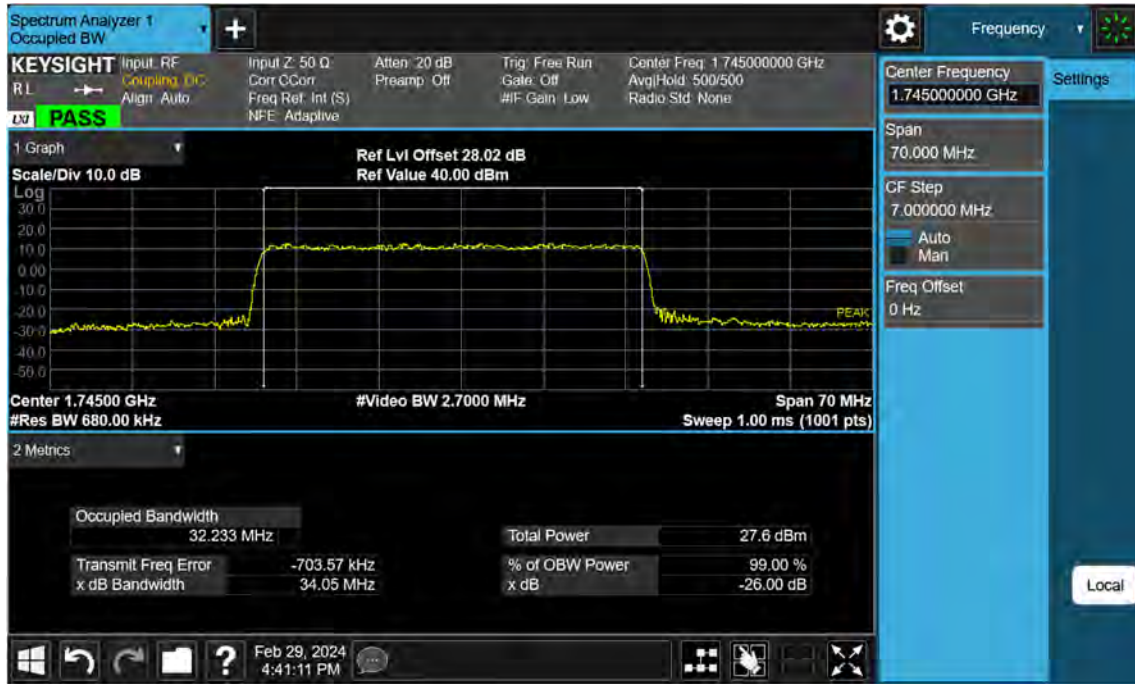 Spectrum Analyzer 1
Occupied BW
+
Frequency
KEYSIGHT
R L
LXI PASS
Input: RF
Coupling: DC
Align: Auto
Input Z: 50 Ω
Corr CCorr
Freq Ref: Int (S)
NFE: Adaptive
Atten: 20 dB
Preamp: Off
Trig: Free Run
Gate: Off
#IF Gain: Low
Center Freq: 1.745000000 GHz
Avg|Hold: 500/500
Radio Std: None
1 Graph
Scale/Div 10.0 dB
Ref Lvl Offset 28.02 dB
Ref Value 40.00 dBm
Log
30.0
20.0
10.0
0.00
-10.0
-20.0
-30.0
-40.0
-50.0
PEAK
Center 1.74500 GHz
#Video BW 2.7000 MHz
Span 70 MHz
#Res BW 680.00 kHz
Sweep 1.00 ms (1001 pts)
2 Metrics
Occupied Bandwidth
32.233 MHz
Total Power 27.6 dBm
Transmit Freq Error -703.57 kHz
% of OBW Power 99.00 %
x dB Bandwidth 34.05 MHz
x dB -26.00 dB
Center Frequency
1.745000000 GHz
Settings
Span
70.000 MHz
CF Step
7.000000 MHz
Auto
Man
Freq Offset
0 Hz
Local
?
Feb 29, 2024
4:41:11 PM